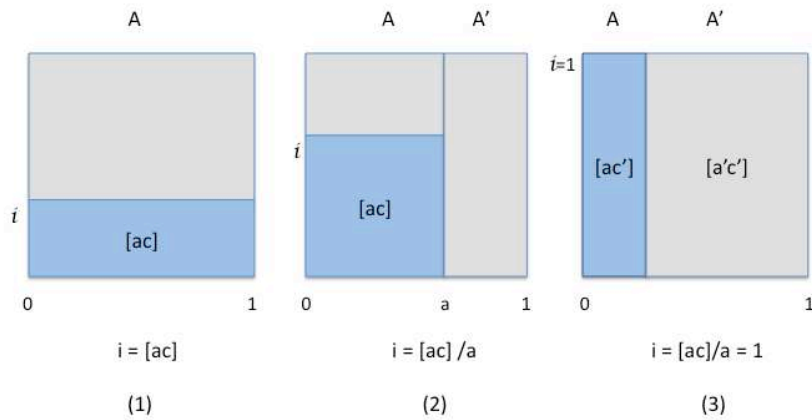 A A A’ A A’
i i i=1
[ac] [ac] [ac’] [a’c’]
0 1 0 a 1 0 1
i = [ac] i = [ac] /a i = [ac]/a = 1
(1) (2) (3)